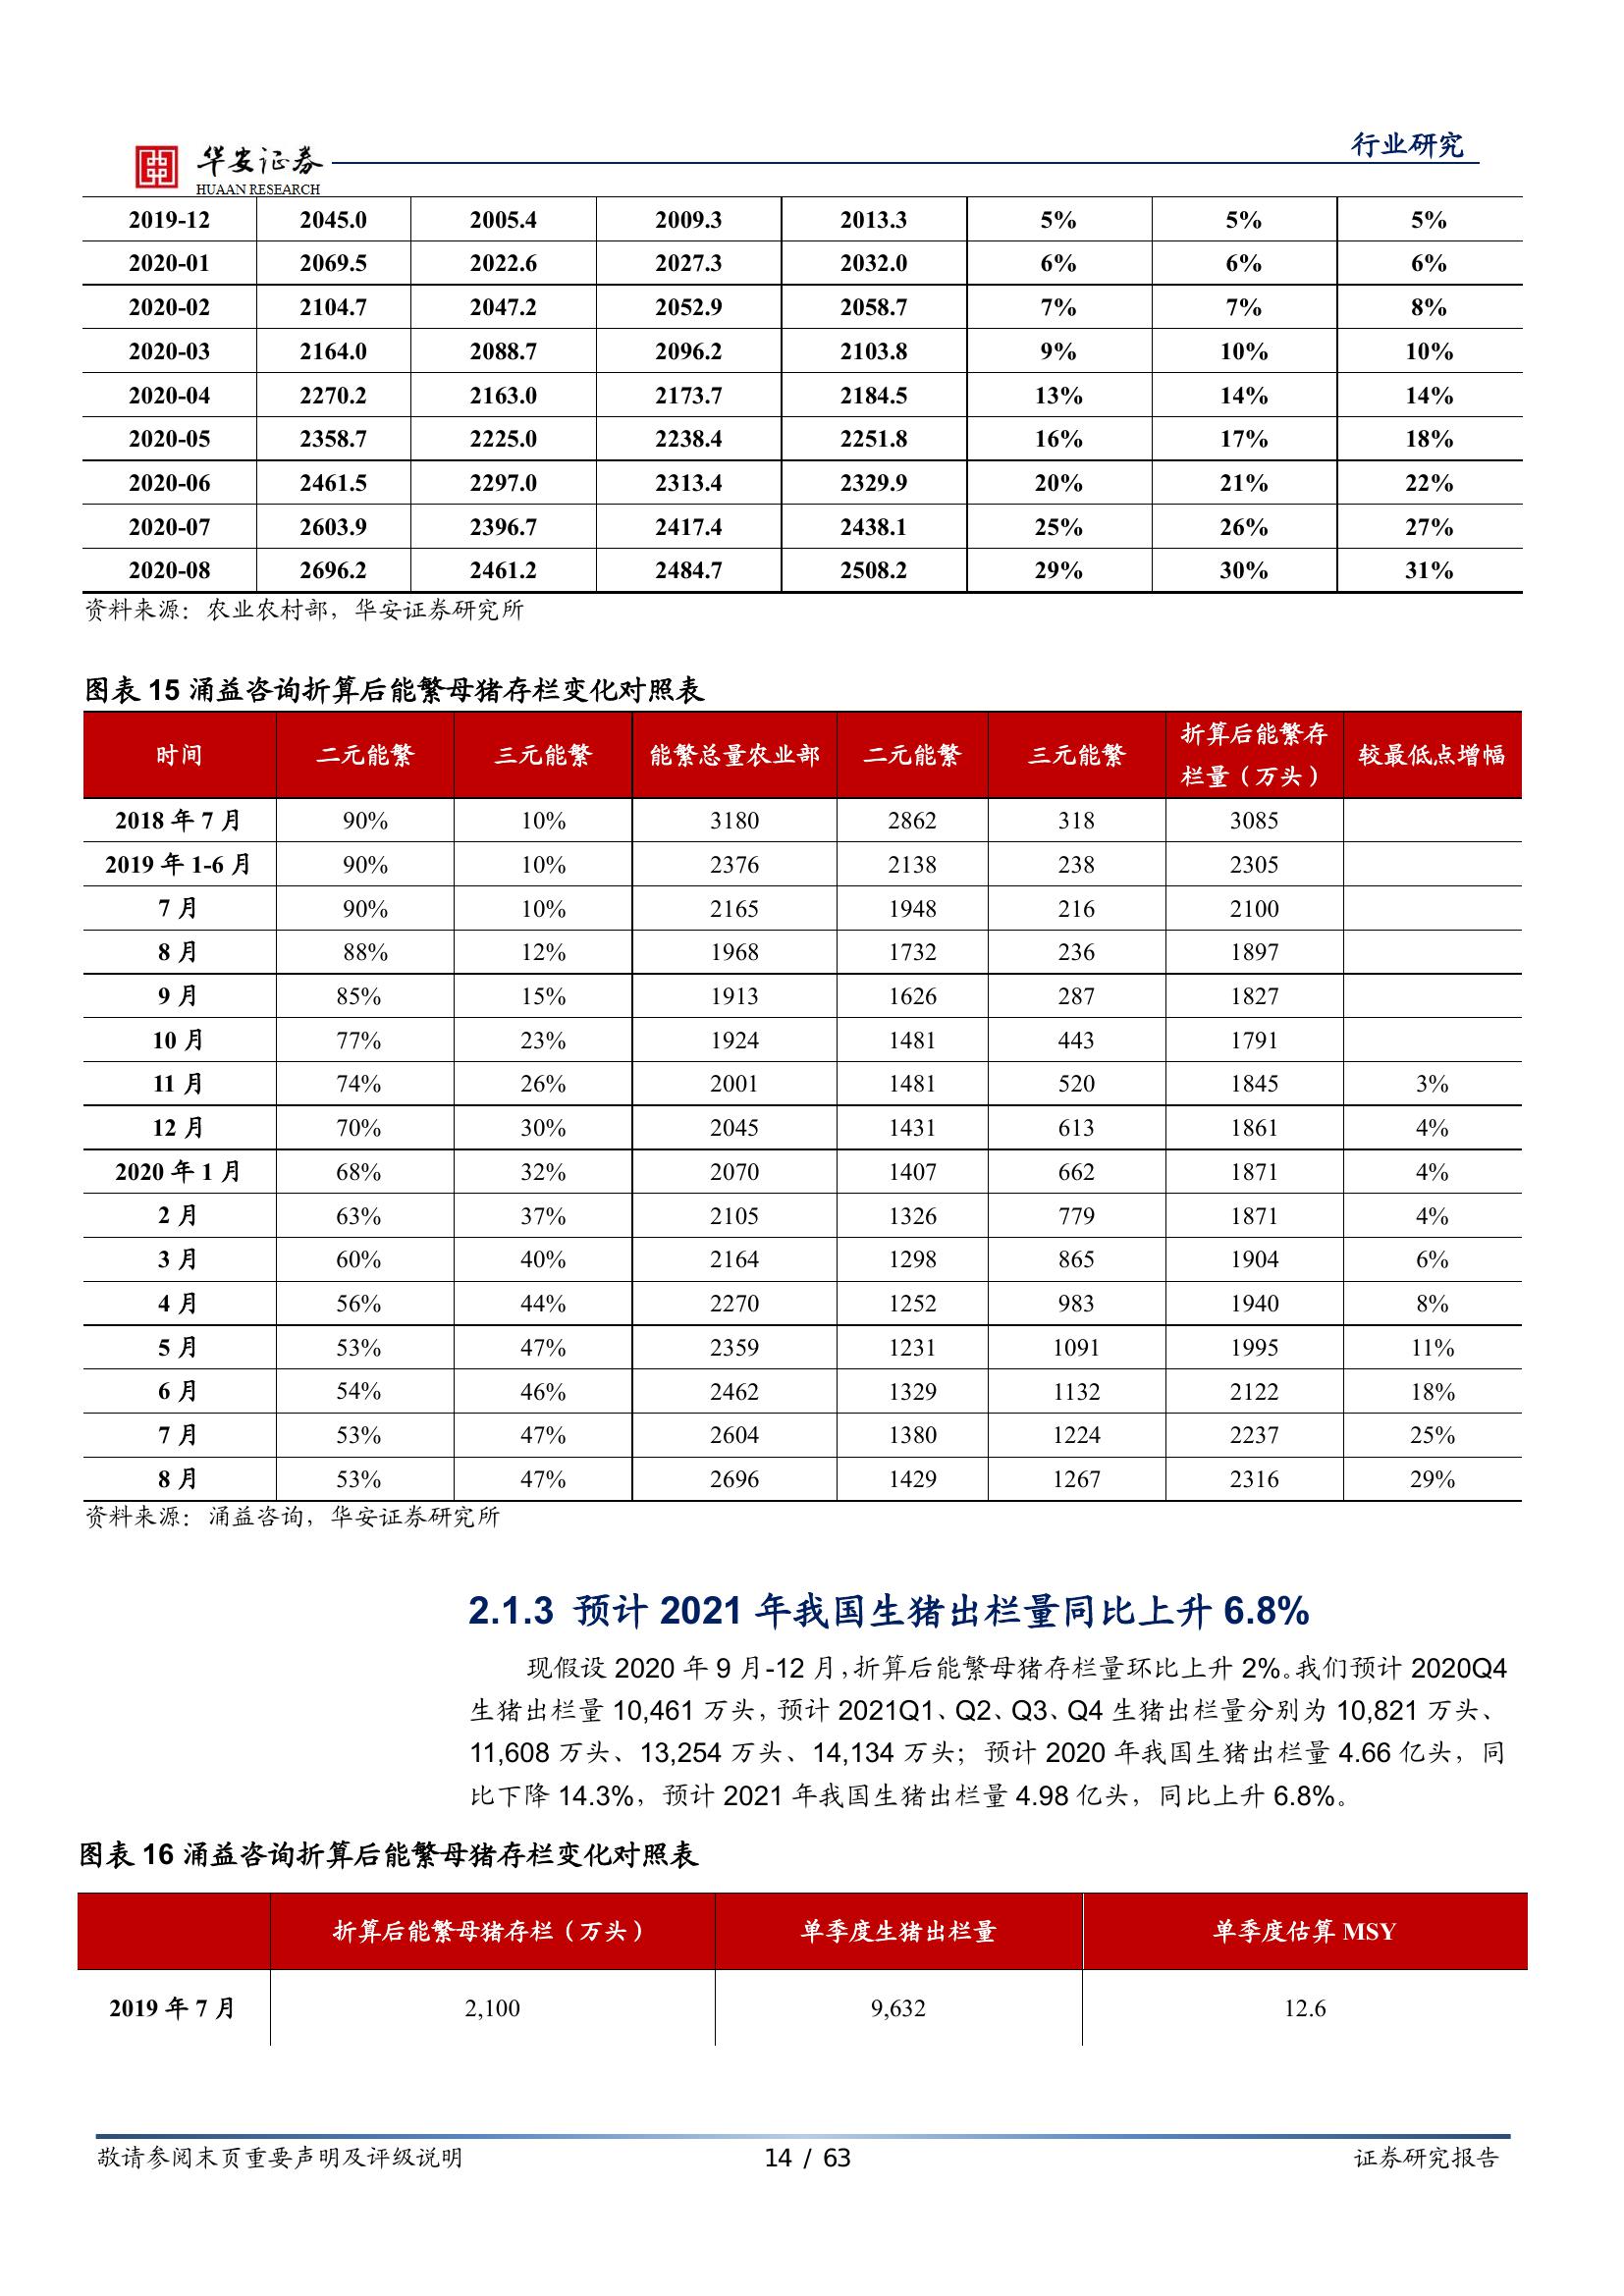 华安证券
HUAAN RESEARCH
行业研究
2019-12 2045.0 2005.4 2009.3 2013.3 5% 5% 5%
2020-01 2069.5 2022.6 2027.3 2032.0 6% 6% 6%
2020-02 2104.7 2047.2 2052.9 2058.7 7% 7% 8%
2020-03 2164.0 2088.7 2096.2 2103.8 9% 10% 10%
2020-04 2270.2 2163.0 2173.7 2184.5 13% 14% 14%
2020-05 2358.7 2225.0 2238.4 2251.8 16% 17% 18%
2020-06 2461.5 2297.0 2313.4 2329.9 20% 21% 22%
2020-07 2603.9 2396.7 2417.4 2438.1 25% 26% 27%
2020-08 2696.2 2461.2 2484.7 2508.2 29% 30% 31%
资料来源：农业农村部，华安证券研究所
图表 15 涌益咨询折算后能繁母猪存栏变化对照表
时间 二元能繁 三元能繁 能繁总量农业部 二元能繁 三元能繁 折算后能繁存 较最低点增幅
栏量（万头）
2018 年 7 月 90% 10% 3180 2862 318 3085
2019 年 1-6 月 90% 10% 2376 2138 238 2305
7 月 90% 10% 2165 1948 216 2100
8 月 88% 12% 1968 1732 236 1897
9 月 85% 15% 1913 1626 287 1827
10 月 77% 23% 1924 1481 443 1791
11 月 74% 26% 2001 1481 520 1845 3%
12 月 70% 30% 2045 1431 613 1861 4%
2020 年 1 月 68% 32% 2070 1407 662 1871 4%
2 月 63% 37% 2105 1326 779 1871 4%
3 月 60% 40% 2164 1298 865 1904 6%
4 月 56% 44% 2270 1252 983 1940 8%
5 月 53% 47% 2359 1231 1091 1995 11%
6 月 54% 46% 2462 1329 1132 2122 18%
7 月 53% 47% 2604 1380 1224 2237 25%
8 月 53% 47% 2696 1429 1267 2316 29%
资料来源：涌益咨询，华安证券研究所
2.1.3 预计 2021 年我国生猪出栏量同比上升 6.8%
现假设 2020 年 9 月-12 月，折算后能繁母猪存栏量环比上升 2%。我们预计 2020Q4
生猪出栏量 10,461 万头，预计 2021Q1、Q2、Q3、Q4 生猪出栏量分别为 10,821 万头、
11,608 万头、13,254 万头、14,134 万头；预计 2020 年我国生猪出栏量 4.66 亿头，同
比下降 14.3%，预计 2021 年我国生猪出栏量 4.98 亿头，同比上升 6.8%。
图表 16 涌益咨询折算后能繁母猪存栏变化对照表
折算后能繁母猪存栏（万头） 单季度生猪出栏量 单季度估算 MSY
2019 年 7 月 2,100 9,632 12.6
敬请参阅末页重要声明及评级说明 14 / 63 证券研究报告